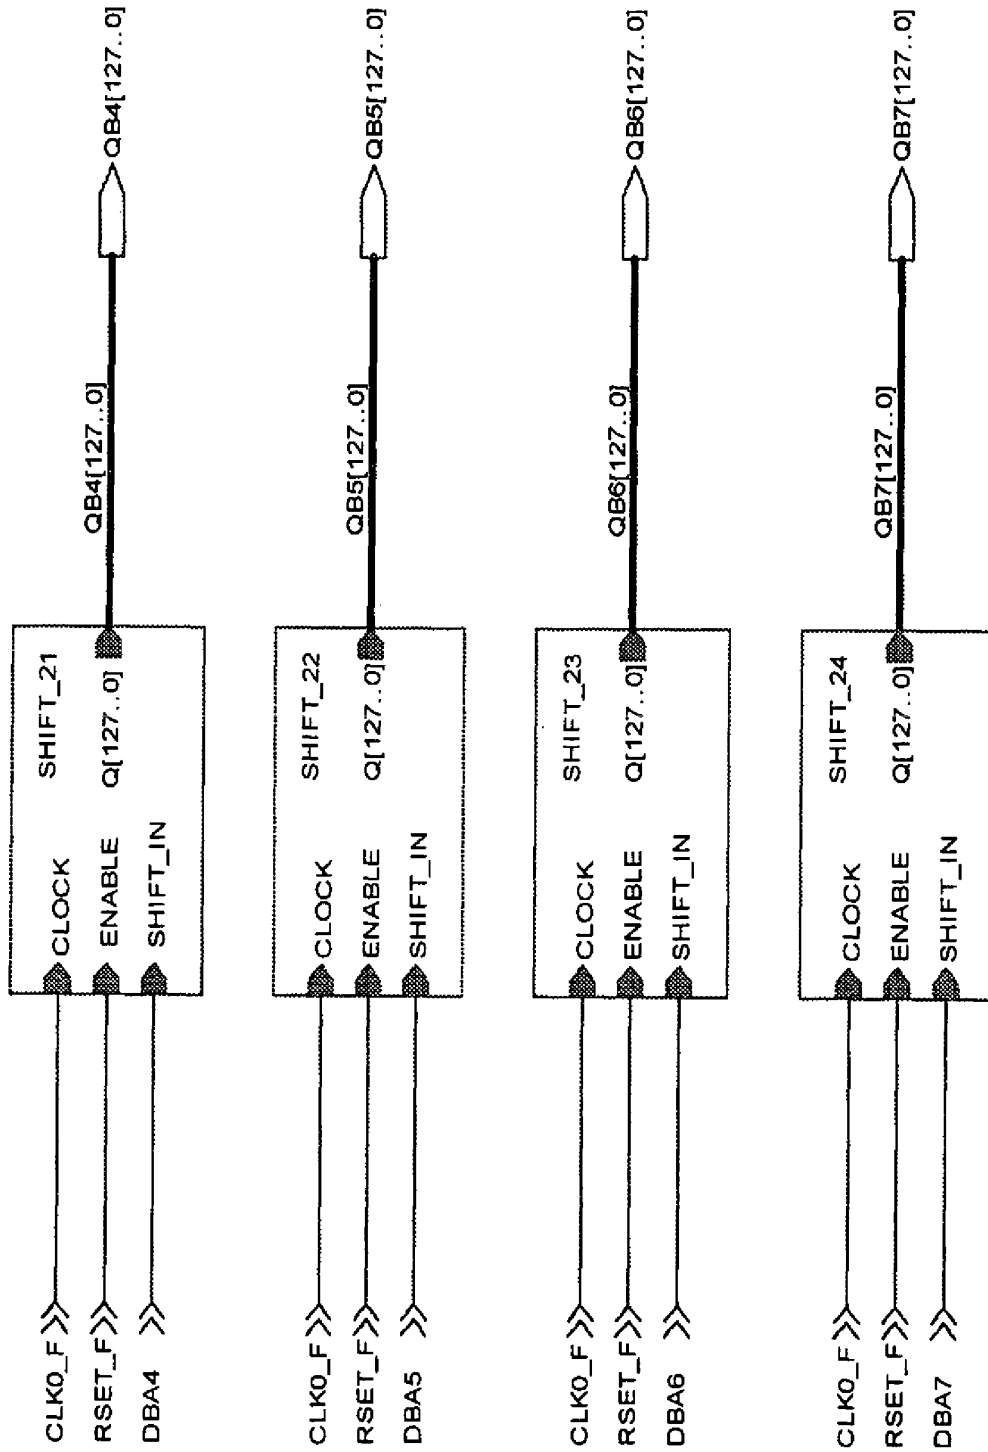 CLK0_F
RSET_F
DBA4
CLOCK
ENABLE
SHIFT_IN
SHIFT_21
Q[127..0]
QB4[127..0]
QB4[127..0]
CLK0_F
RSET_F
DBA5
CLOCK
ENABLE
SHIFT_IN
SHIFT_22
Q[127..0]
QB5[127..0]
QB5[127..0]
CLK0_F
RSET_F
DBA6
CLOCK
ENABLE
SHIFT_IN
SHIFT_23
Q[127..0]
QB6[127..0]
QB6[127..0]
CLK0_F
RSET_F
DBA7
CLOCK
ENABLE
SHIFT_IN
SHIFT_24
Q[127..0]
QB7[127..0]
QB7[127..0]